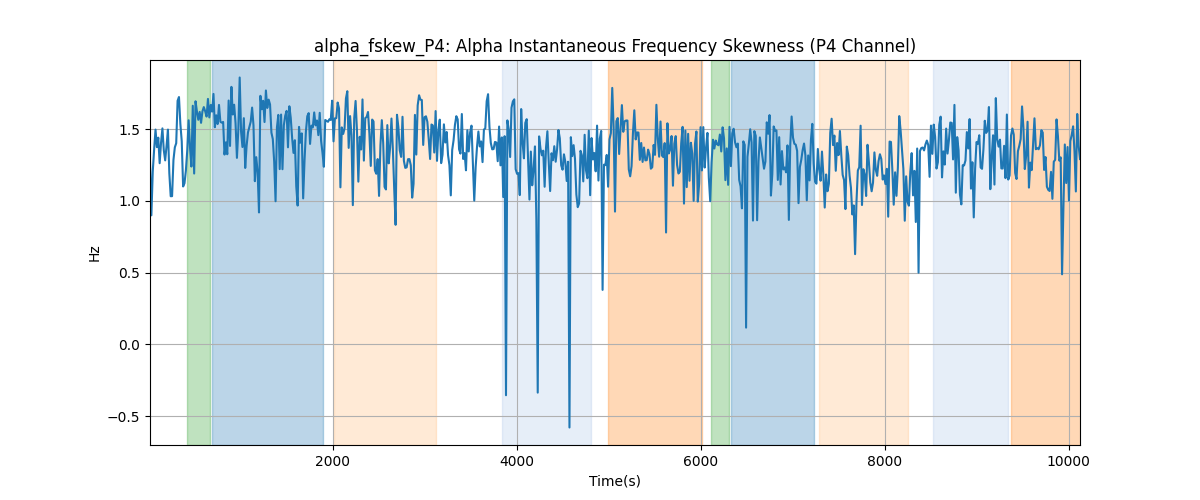 alpha_fskew_P4: Alpha Instantaneous Frequency Skewness (P4 Channel)
1.5
1.0
0.5
0.0
−0.5
Hz
2000 4000 6000 8000 10000
Time(s)